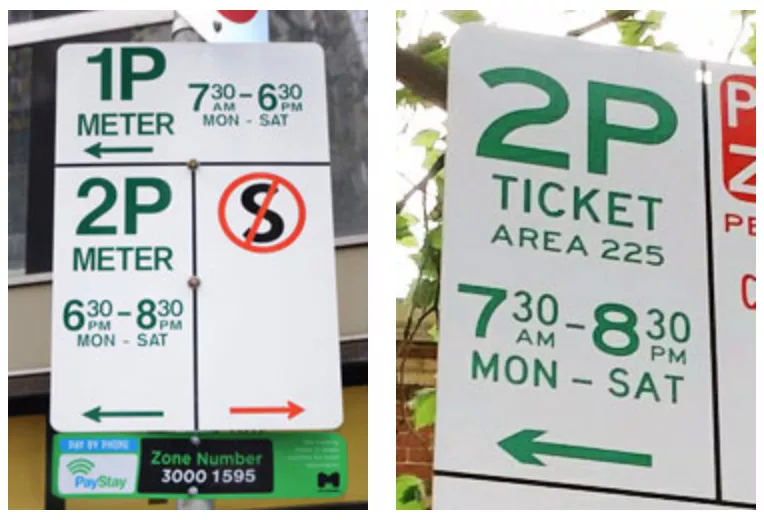 1P
METER
7 30 AM – 6 30 PM
MON - SAT
2P
METER
6 30 PM – 8 30 PM
MON - SAT
S
PAY BY PHONE
PayStay
Zone Number
3000 1595
2P
TICKET
AREA 225
7 30 AM – 8 30 PM
MON – SAT
P
Z
PE